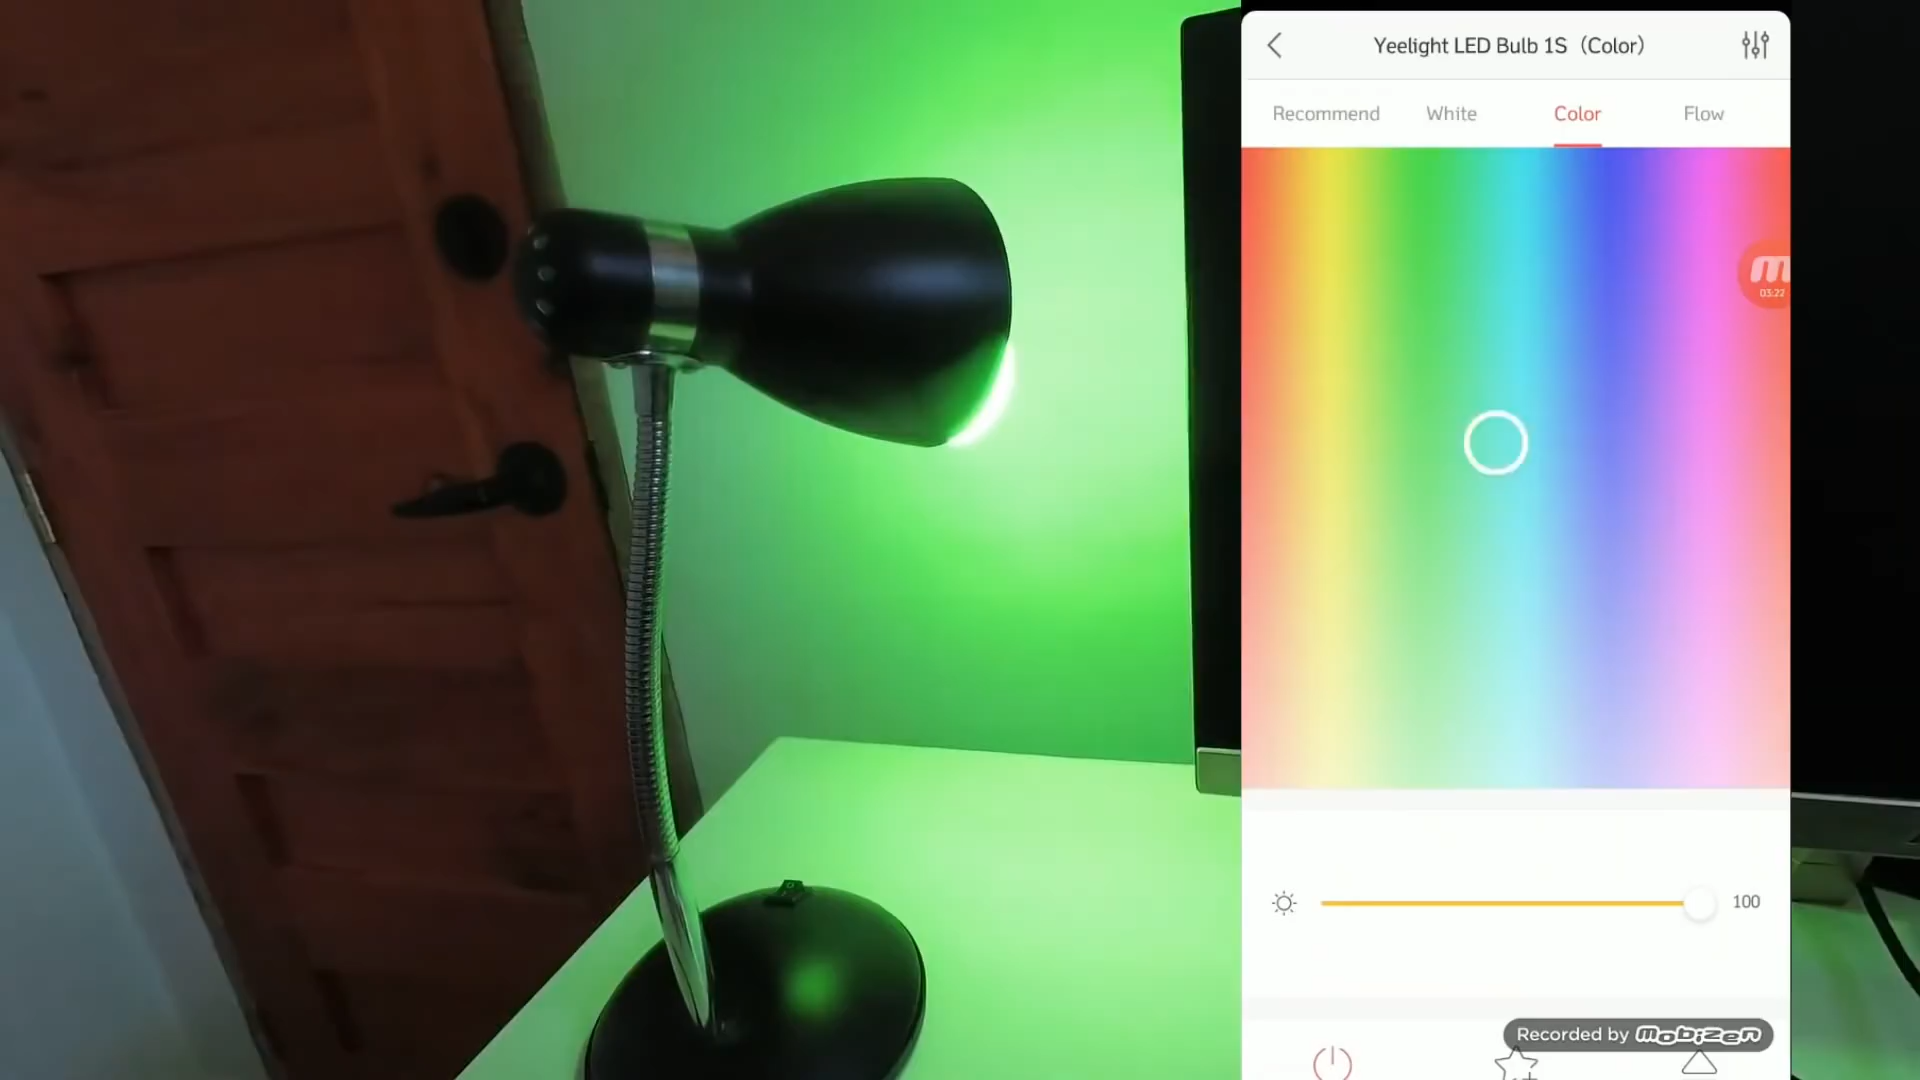 Yeelight LED Bulb 1S（Color）
Recommend White Color Flow
m
03:22
100
Recorded by mobizen